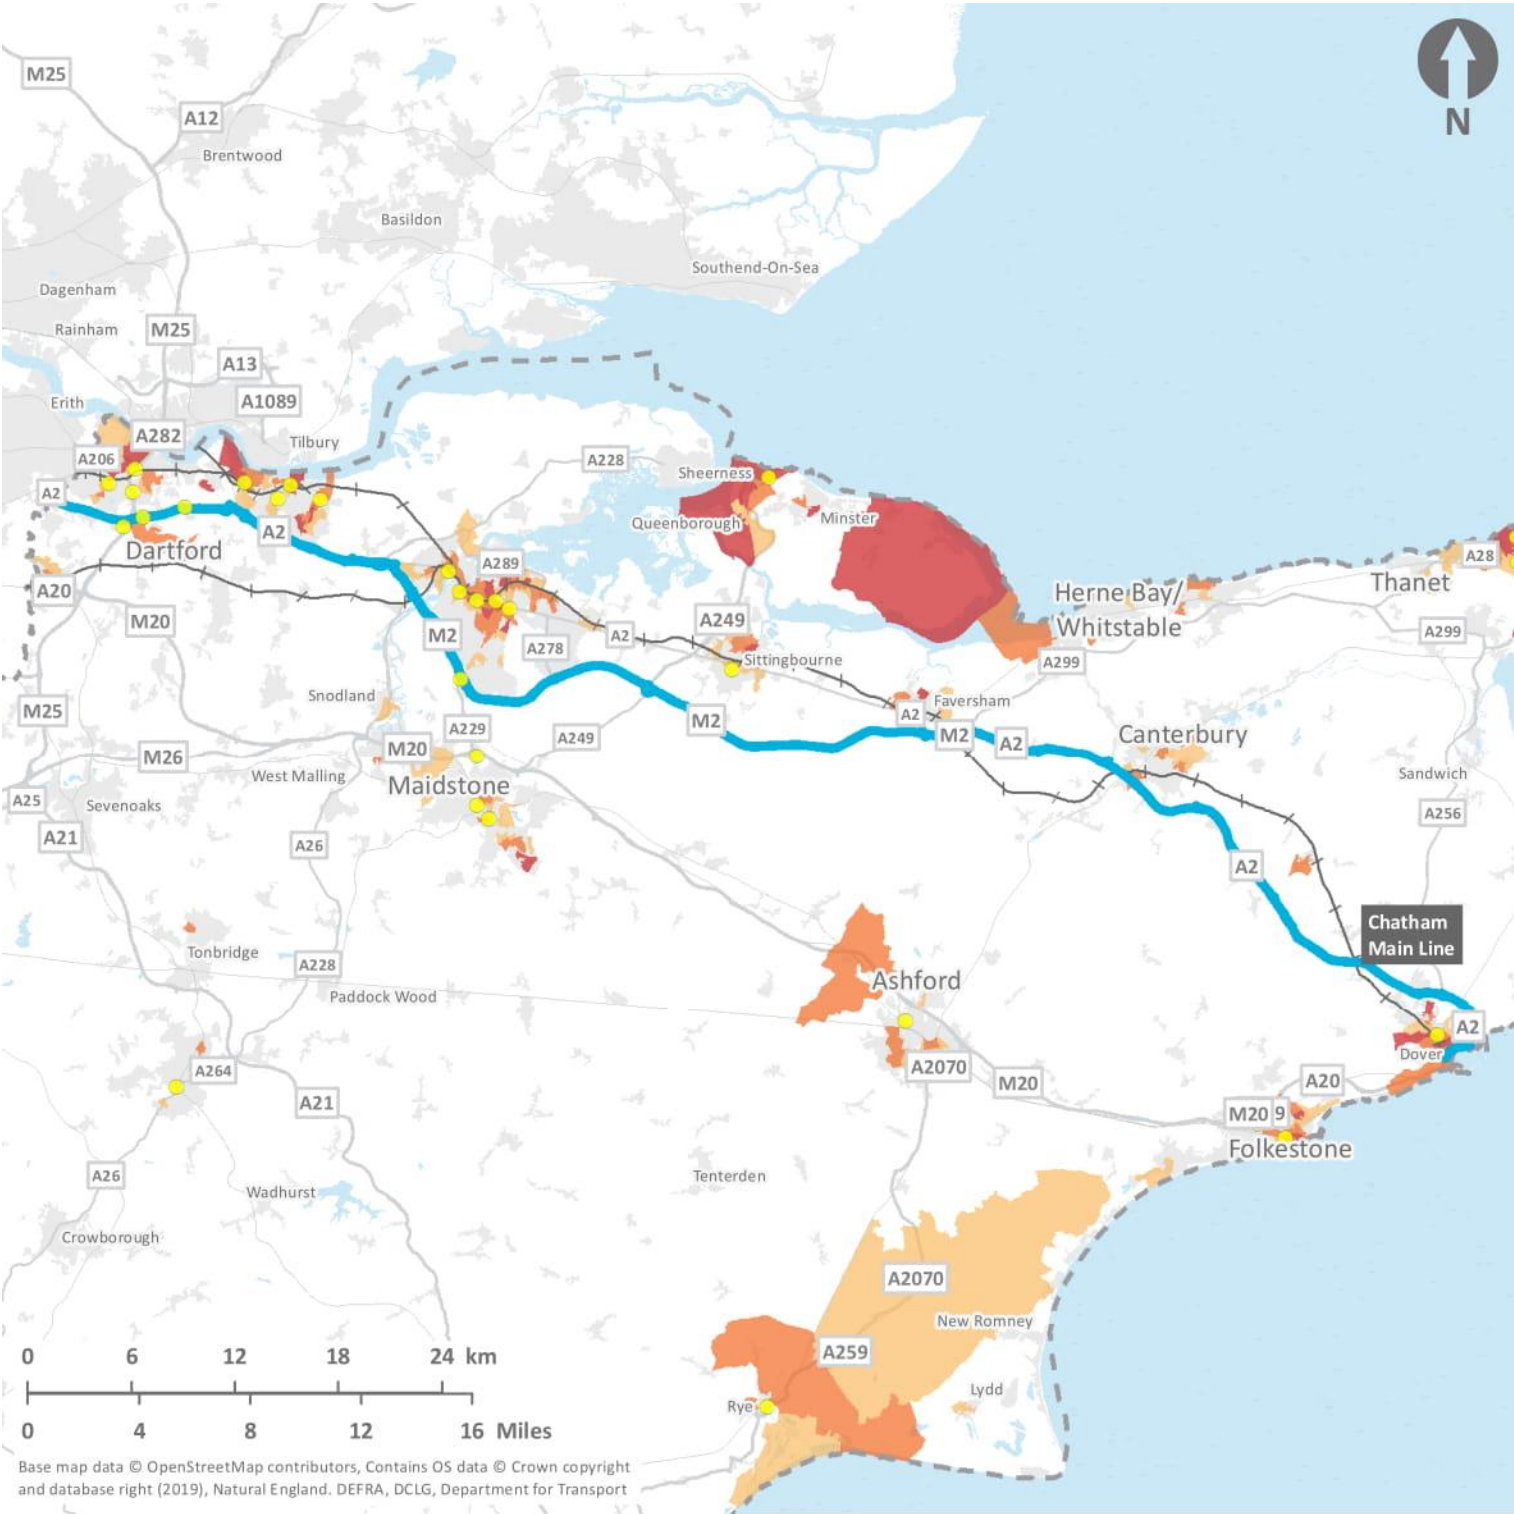 M25
N
A12
Brentwood
Basildon
Southend-On-Sea
Dagenham
Rainham
M25
A13
A1089
Erith
A282
Tilbury
A206
A228
Sheerness
A2
Queenborough
Minster
A2
Dartford
A289
A28
Thanet
A20
Herne Bay/
Whitstable
M20
A249
A299
M2
A278
A2
Sittingbourne
A299
Snodland
M25
Faversham
A2
M2
A229
A249
M2
A2
Canterbury
M26
M20
West Malling
Maidstone
Sandwich
A25
Sevenoaks
A256
A21
A26
A2
Chatham
Main Line
Tonbridge
A228
Ashford
Paddock Wood
A2
Dover
A264
A2070
M20
A20
A21
M20
9
Folkestone
A26
Tenterden
Wadhurst
Crowborough
A2070
New Romney
A259
0 6 12 18 24 km
Lydd
Rye
0 4 8 12 16 Miles
Base map data © OpenStreetMap contributors, Contains OS data © Crown copyright
and database right (2019), Natural England. DEFRA, DCLG, Department for Transport